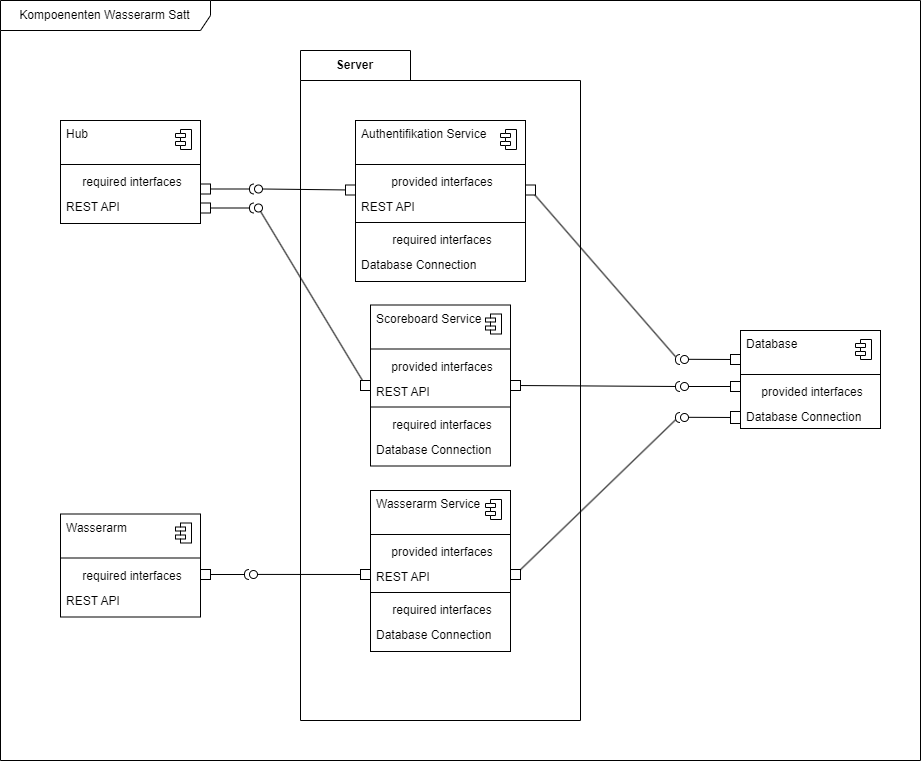 Kompoenenten Wasserarm Satt
Server
Hub
required interfaces
REST API
Authentifikation Service
provided interfaces
REST API
required interfaces
Database Connection
Scoreboard Service
provided interfaces
REST API
required interfaces
Database Connection
Database
provided interfaces
Database Connection
Wasserarm
required interfaces
REST API
Wasserarm Service
provided interfaces
REST API
required interfaces
Database Connection